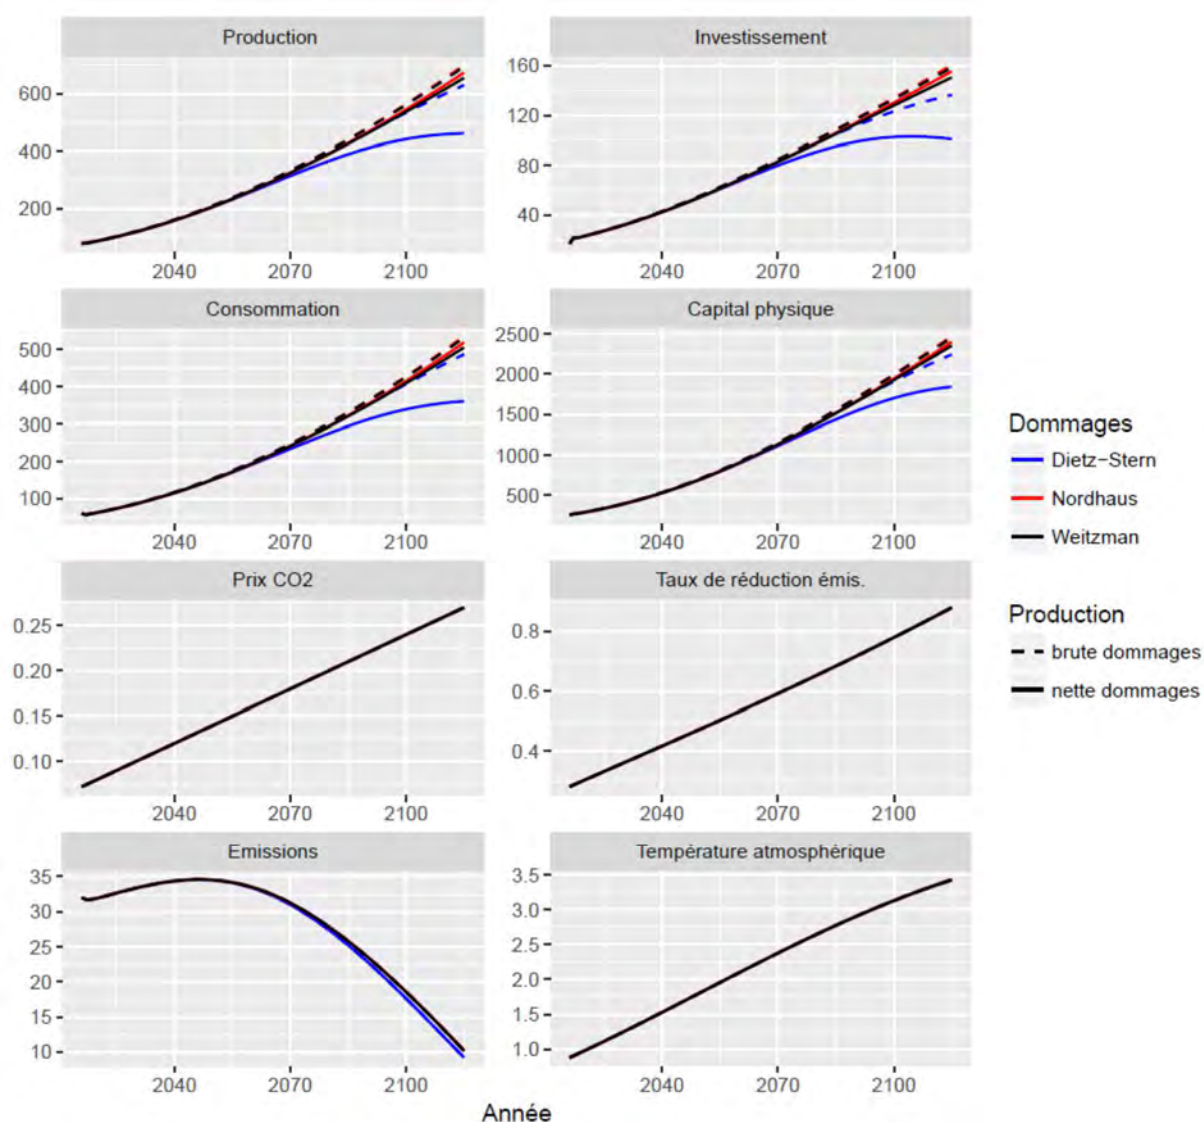 Production
Investissement
600
400
200
160
120
80
40
2040 2070 2100
2040 2070 2100
Consommation
Capital physique
500
400
300
200
100
2500
2000
1500
1000
500
2040 2070 2100
2040 2070 2100
Prix CO2
Taux de réduction émis.
0.25
0.20
0.15
0.10
0.8
0.6
0.4
2040 2070 2100
2040 2070 2100
Emissions
Température atmosphérique
35
30
25
20
15
10
3.5
3.0
2.5
2.0
1.5
1.0
2040 2070 2100
2040 2070 2100
Année
Dommages
Dietz−Stern
Nordhaus
Weitzman
Production
brute dommages
nette dommages